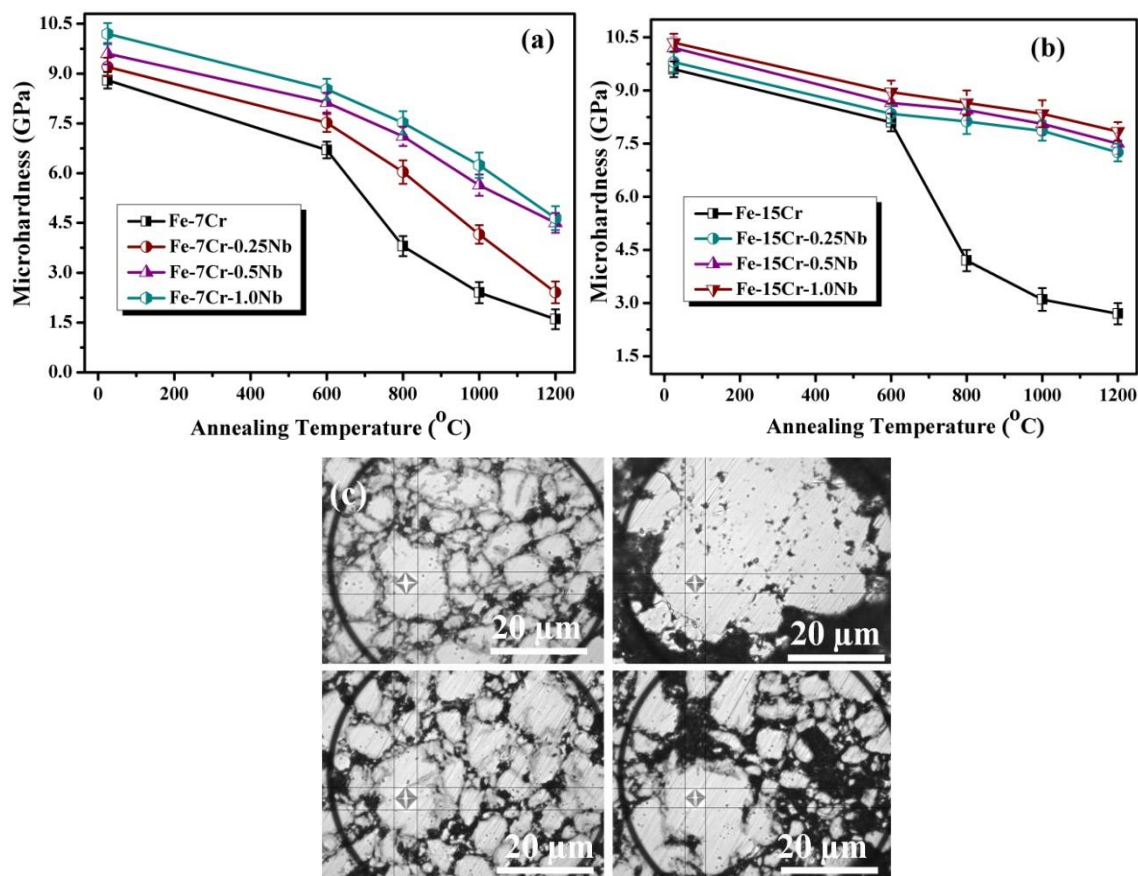 (a)
10.5
9.0
7.5
6.0
4.5
3.0
1.5
0.0
Microhardness (GPa)
Fe-7Cr
Fe-7Cr-0.25Nb
Fe-7Cr-0.5Nb
Fe-7Cr-1.0Nb
0 200 400 600 800 1000 1200
Annealing Temperature (°C)
(b)
10.5
9.0
7.5
6.0
4.5
3.0
1.5
Microhardness (GPa)
Fe-15Cr
Fe-15Cr-0.25Nb
Fe-15Cr-0.5Nb
Fe-15Cr-1.0Nb
0 200 400 600 800 1000 1200
Annealing Temperature (°C)
(c)
20 µm
20 µm
20 µm
20 µm